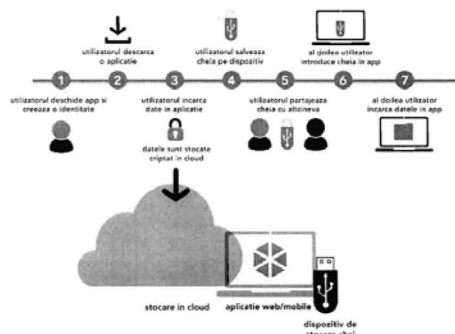 utilizatorul descarca
o aplicatie
utilizatorul salveaza
cheia pe dispozitiv
al doilea utilizator
introduce cheia in app
1
2
3
4
5
6
7
utilizatorul deschide app si
creeaza o identitate
utilizatorul incarca
date in aplicatie
utilizatorul partajeaza
cheia cu altcineva
al doilea utilizator
incarca datele in app
datele sunt stocate
criptat in cloud
stocare in cloud
aplicatie web/mobile
dispozitiv de
stocare chei